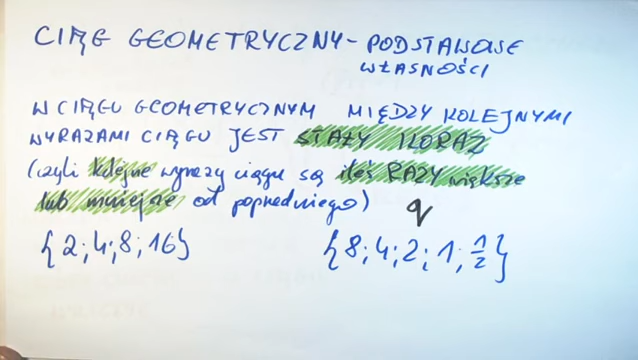 CIĄG GEOMETRYCZNY - PODSTAWOWE
WŁASNOŚCI
W CIĄGU GEOMETRYCZNYM MIĘDZY KOLEJNYMI
WYRAZAMI CIĄGU JEST STAŁY ILORAZ
(czyli kolejne wyrazy ciągu są ileś RAZY większe
lub mniejsze od poprzedniego) q
{2; 4; 8, 16} {8; 4; 2; 1; 1/2}